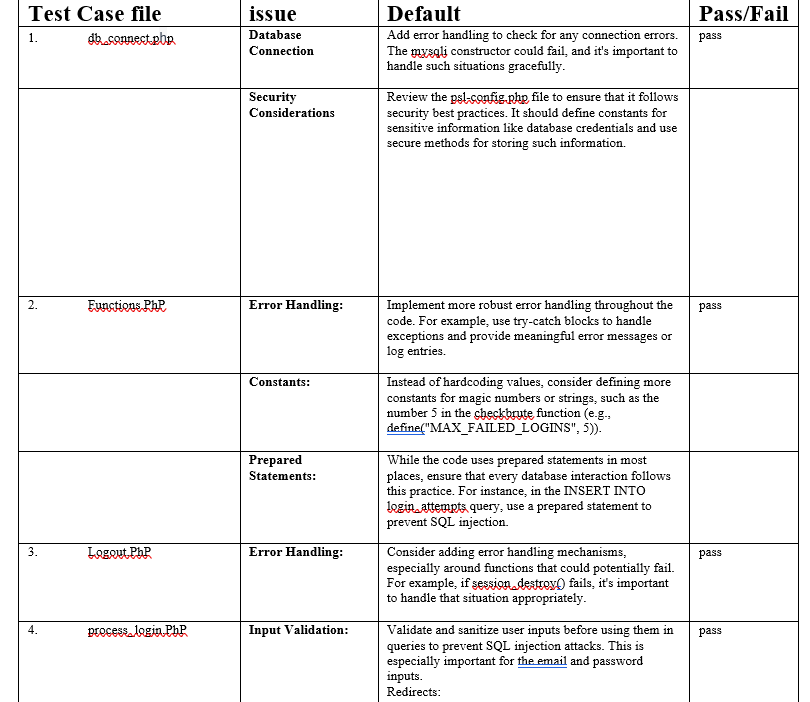 Test Case file issue Default Pass/Fail
1. db_connect.php Database Connection Add error handling to check for any connection errors. pass
The mysqli constructor could fail, and it's important to
handle such situations gracefully.
Security Considerations Review the psl-config.php file to ensure that it follows
security best practices. It should define constants for
sensitive information like database credentials and use
secure methods for storing such information.
2. Functions.PhP Error Handling: Implement more robust error handling throughout the pass
code. For example, use try-catch blocks to handle
exceptions and provide meaningful error messages or
log entries.
Constants: Instead of hardcoding values, consider defining more
constants for magic numbers or strings, such as the
number 5 in the checkbrute function (e.g.,
define("MAX_FAILED_LOGINS", 5)).
Prepared Statements: While the code uses prepared statements in most
places, ensure that every database interaction follows
this practice. For instance, in the INSERT INTO
login_attempts query, use a prepared statement to
prevent SQL injection.
3. Logout.PhP Error Handling: Consider adding error handling mechanisms, pass
especially around functions that could potentially fail.
For example, if session_destroy() fails, it's important
to handle that situation appropriately.
4. process_login.PhP Input Validation: Validate and sanitize user inputs before using them in pass
queries to prevent SQL injection attacks. This is
especially important for the email and password
inputs.
Redirects: